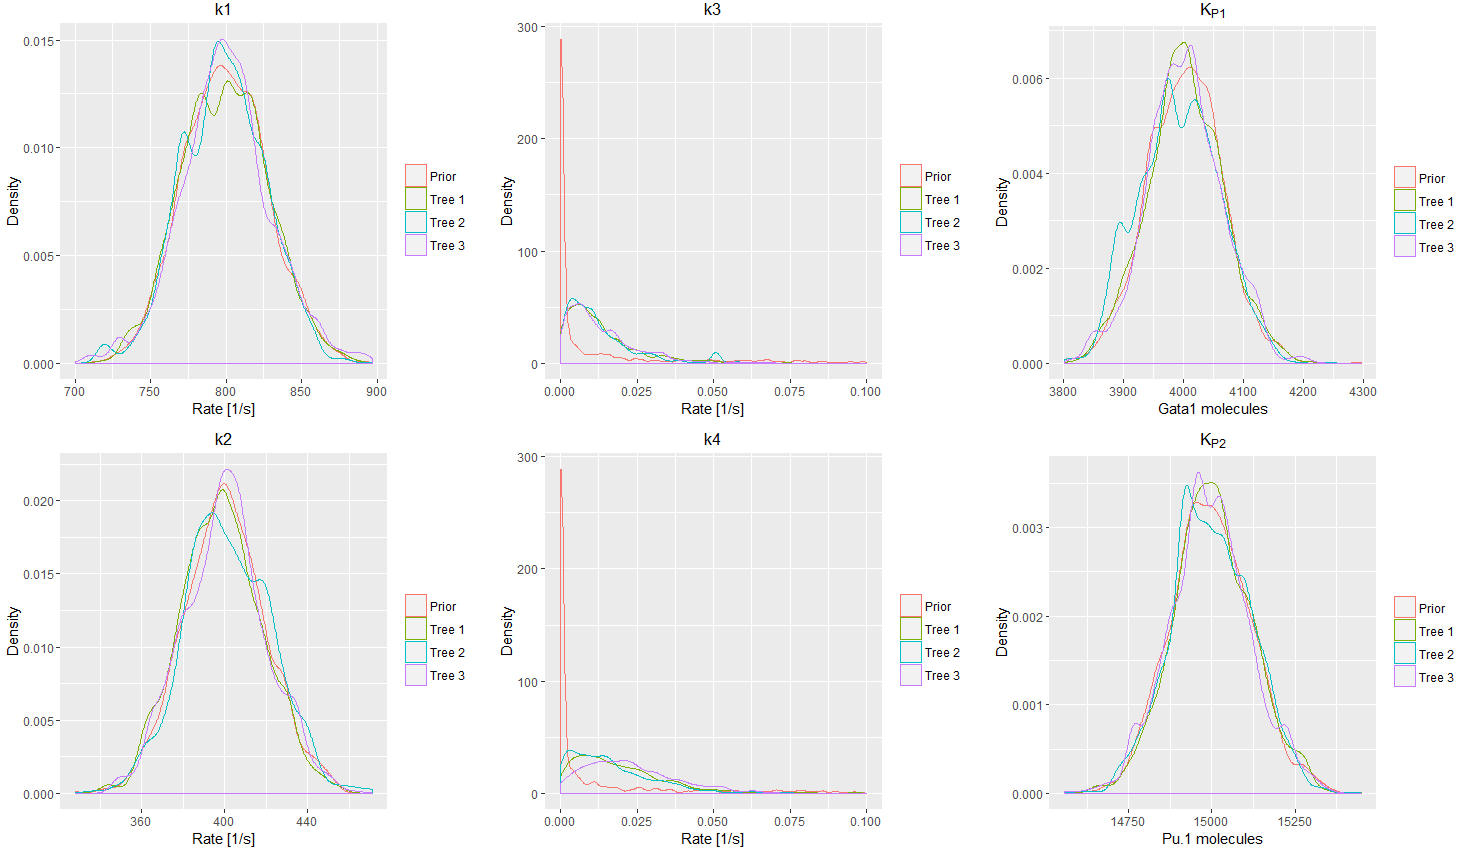 k1
Density
0.015
0.010
0.005
0.000
700
750
800
850
900
Rate [1/s]
Prior
Tree 1
Tree 2
Tree 3
k3
Density
300
200
100
0
0.000
0.025
0.050
0.075
0.100
Rate [1/s]
Prior
Tree 1
Tree 2
Tree 3
KP1
Density
0.006
0.004
0.002
0.000
3800
3900
4000
4100
4200
4300
Gata1 molecules
Prior
Tree 1
Tree 2
Tree 3
k2
Density
0.020
0.015
0.010
0.005
0.000
360
400
440
Rate [1/s]
Prior
Tree 1
Tree 2
Tree 3
k4
Density
300
200
100
0
0.000
0.025
0.050
0.075
0.100
Rate [1/s]
Prior
Tree 1
Tree 2
Tree 3
KP2
Density
0.003
0.002
0.001
0.000
14750
15000
15250
Pu.1 molecules
Prior
Tree 1
Tree 2
Tree 3